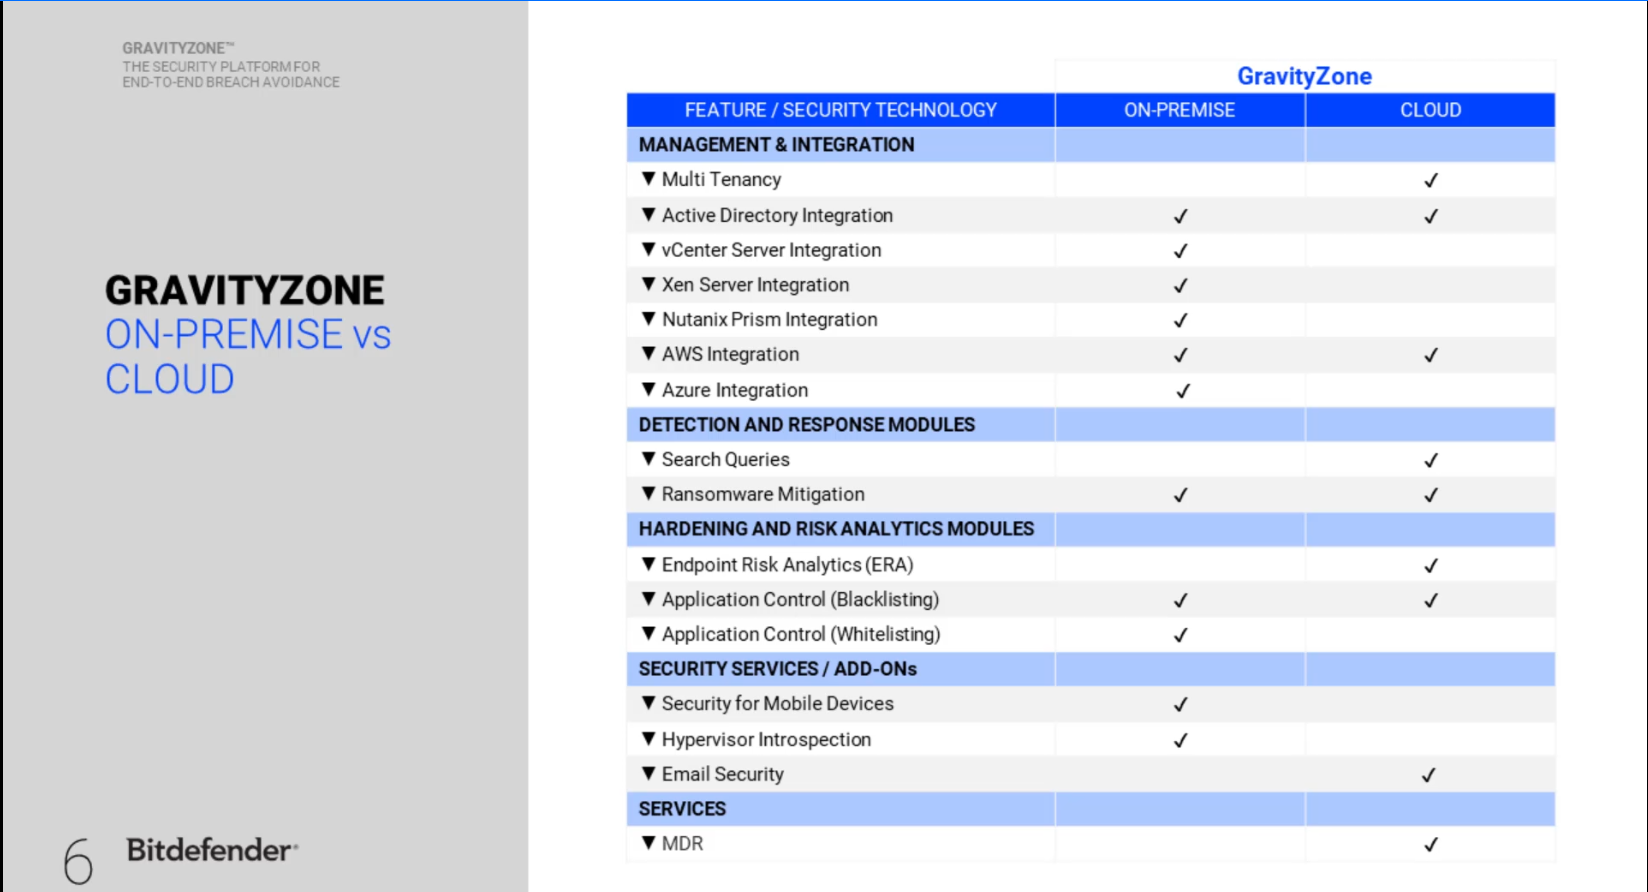 GRAVITYZONE™
THE SECURITY PLATFORM FOR
END-TO-END BREACH AVOIDANCE
GRAVITYZONE
ON-PREMISE vs
CLOUD
6 Bitdefender®
GravityZone
FEATURE / SECURITY TECHNOLOGY ON-PREMISE CLOUD
MANAGEMENT & INTEGRATION
▼ Multi Tenancy ✓
▼ Active Directory Integration ✓ ✓
▼ vCenter Server Integration ✓
▼ Xen Server Integration ✓
▼ Nutanix Prism Integration ✓
▼ AWS Integration ✓ ✓
▼ Azure Integration ✓
DETECTION AND RESPONSE MODULES
▼ Search Queries ✓
▼ Ransomware Mitigation ✓ ✓
HARDENING AND RISK ANALYTICS MODULES
▼ Endpoint Risk Analytics (ERA) ✓
▼ Application Control (Blacklisting) ✓ ✓
▼ Application Control (Whitelisting) ✓
SECURITY SERVICES / ADD-ONs
▼ Security for Mobile Devices ✓
▼ Hypervisor Introspection ✓
▼ Email Security ✓
SERVICES
▼ MDR ✓